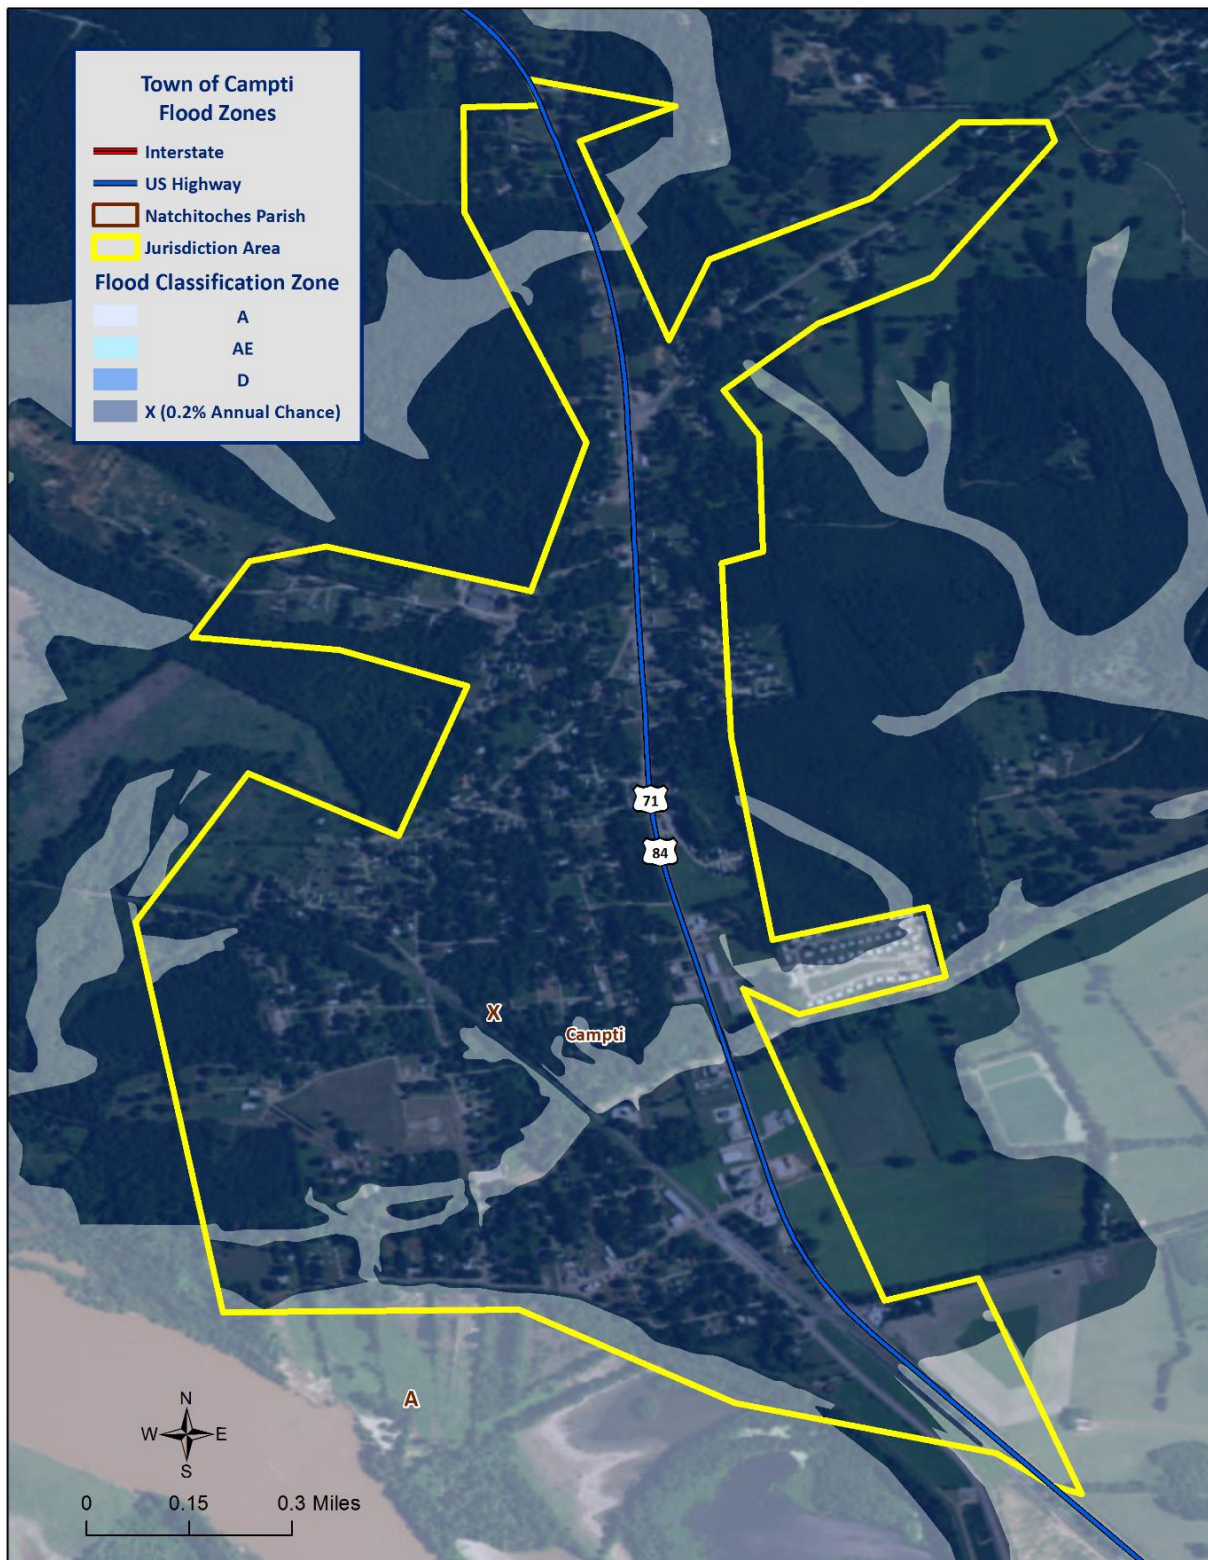 Town of Campti
Flood Zones
Interstate
US Highway
Natchitoches Parish
Jurisdiction Area
Flood Classification Zone
A
AE
D
X (0.2% Annual Chance)
71
84
X
Campti
A
N
W E
S
0 0.15 0.3 Miles